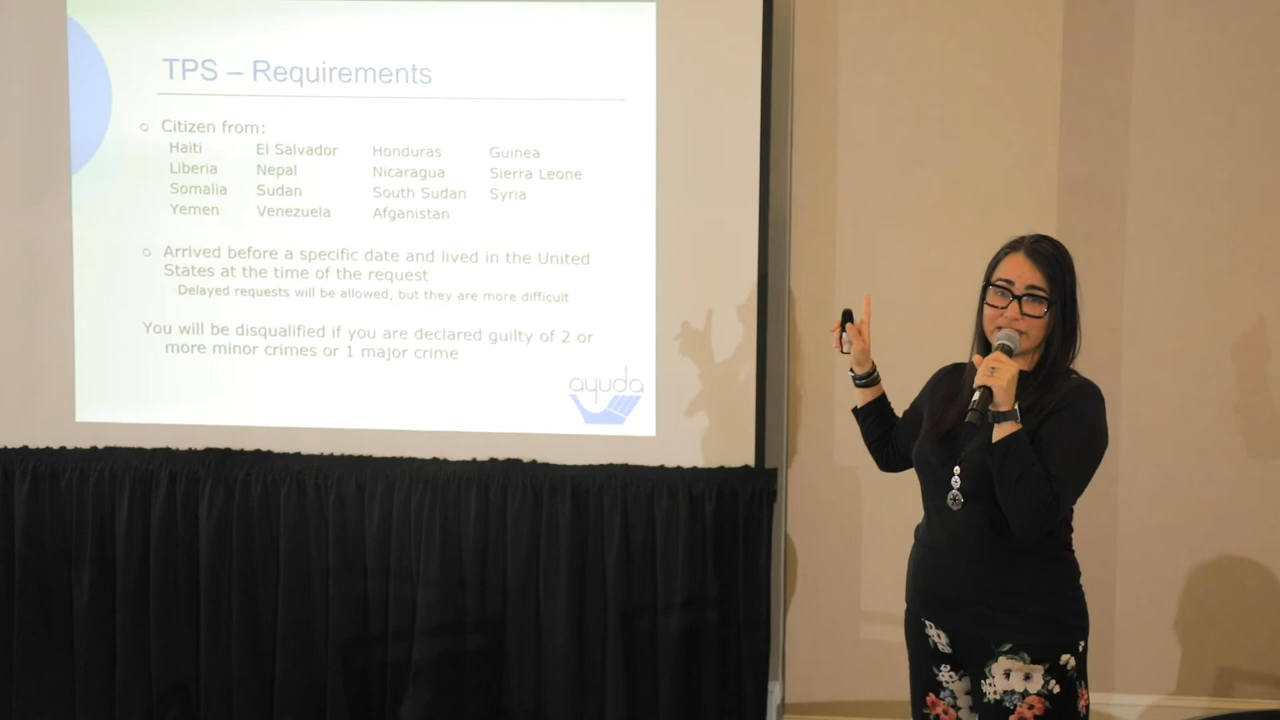 TPS – Requirements
Citizen from:
Haiti El Salvador Honduras Guinea
Liberia Nepal Nicaragua Sierra Leone
Somalia Sudan South Sudan Syria
Yemen Venezuela Afganistan
Arrived before a specific date and lived in the United
States at the time of the request
Delayed requests will be allowed, but they are more difficult
You will be disqualified if you are declared guilty of 2 or
more minor crimes or 1 major crime
ayuda